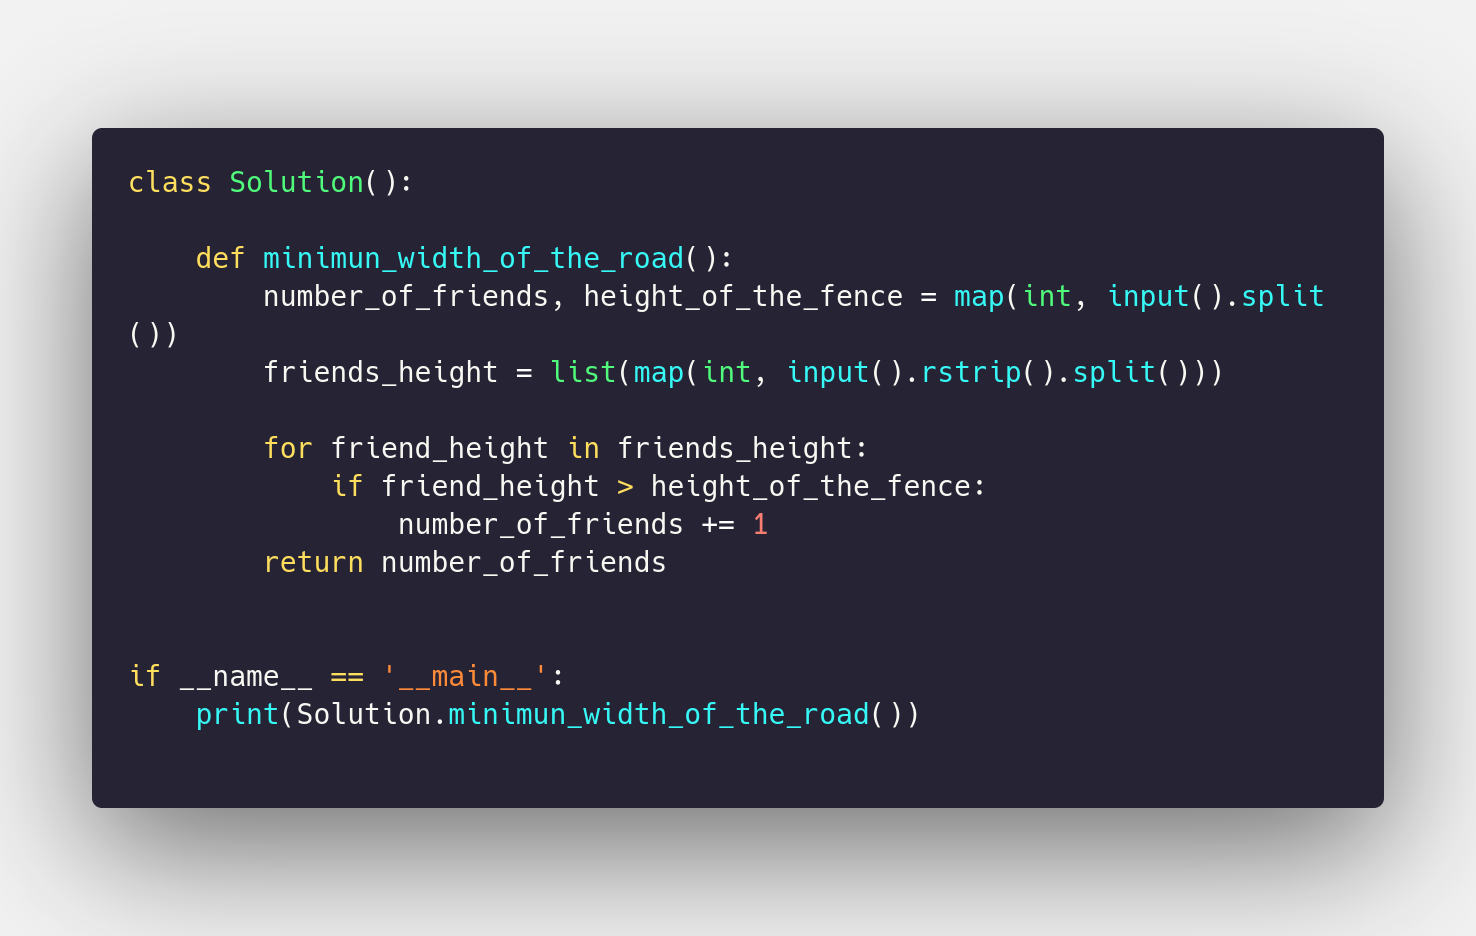 class Solution():
    def minimun_width_of_the_road():
        number_of_friends, height_of_the_fence = map(int, input().split
())
        friends_height = list(map(int, input().rstrip().split()))
        for friend_height in friends_height:
            if friend_height > height_of_the_fence:
                number_of_friends += 1
        return number_of_friends
if __name__ == '__main__':
    print(Solution.minimun_width_of_the_road())